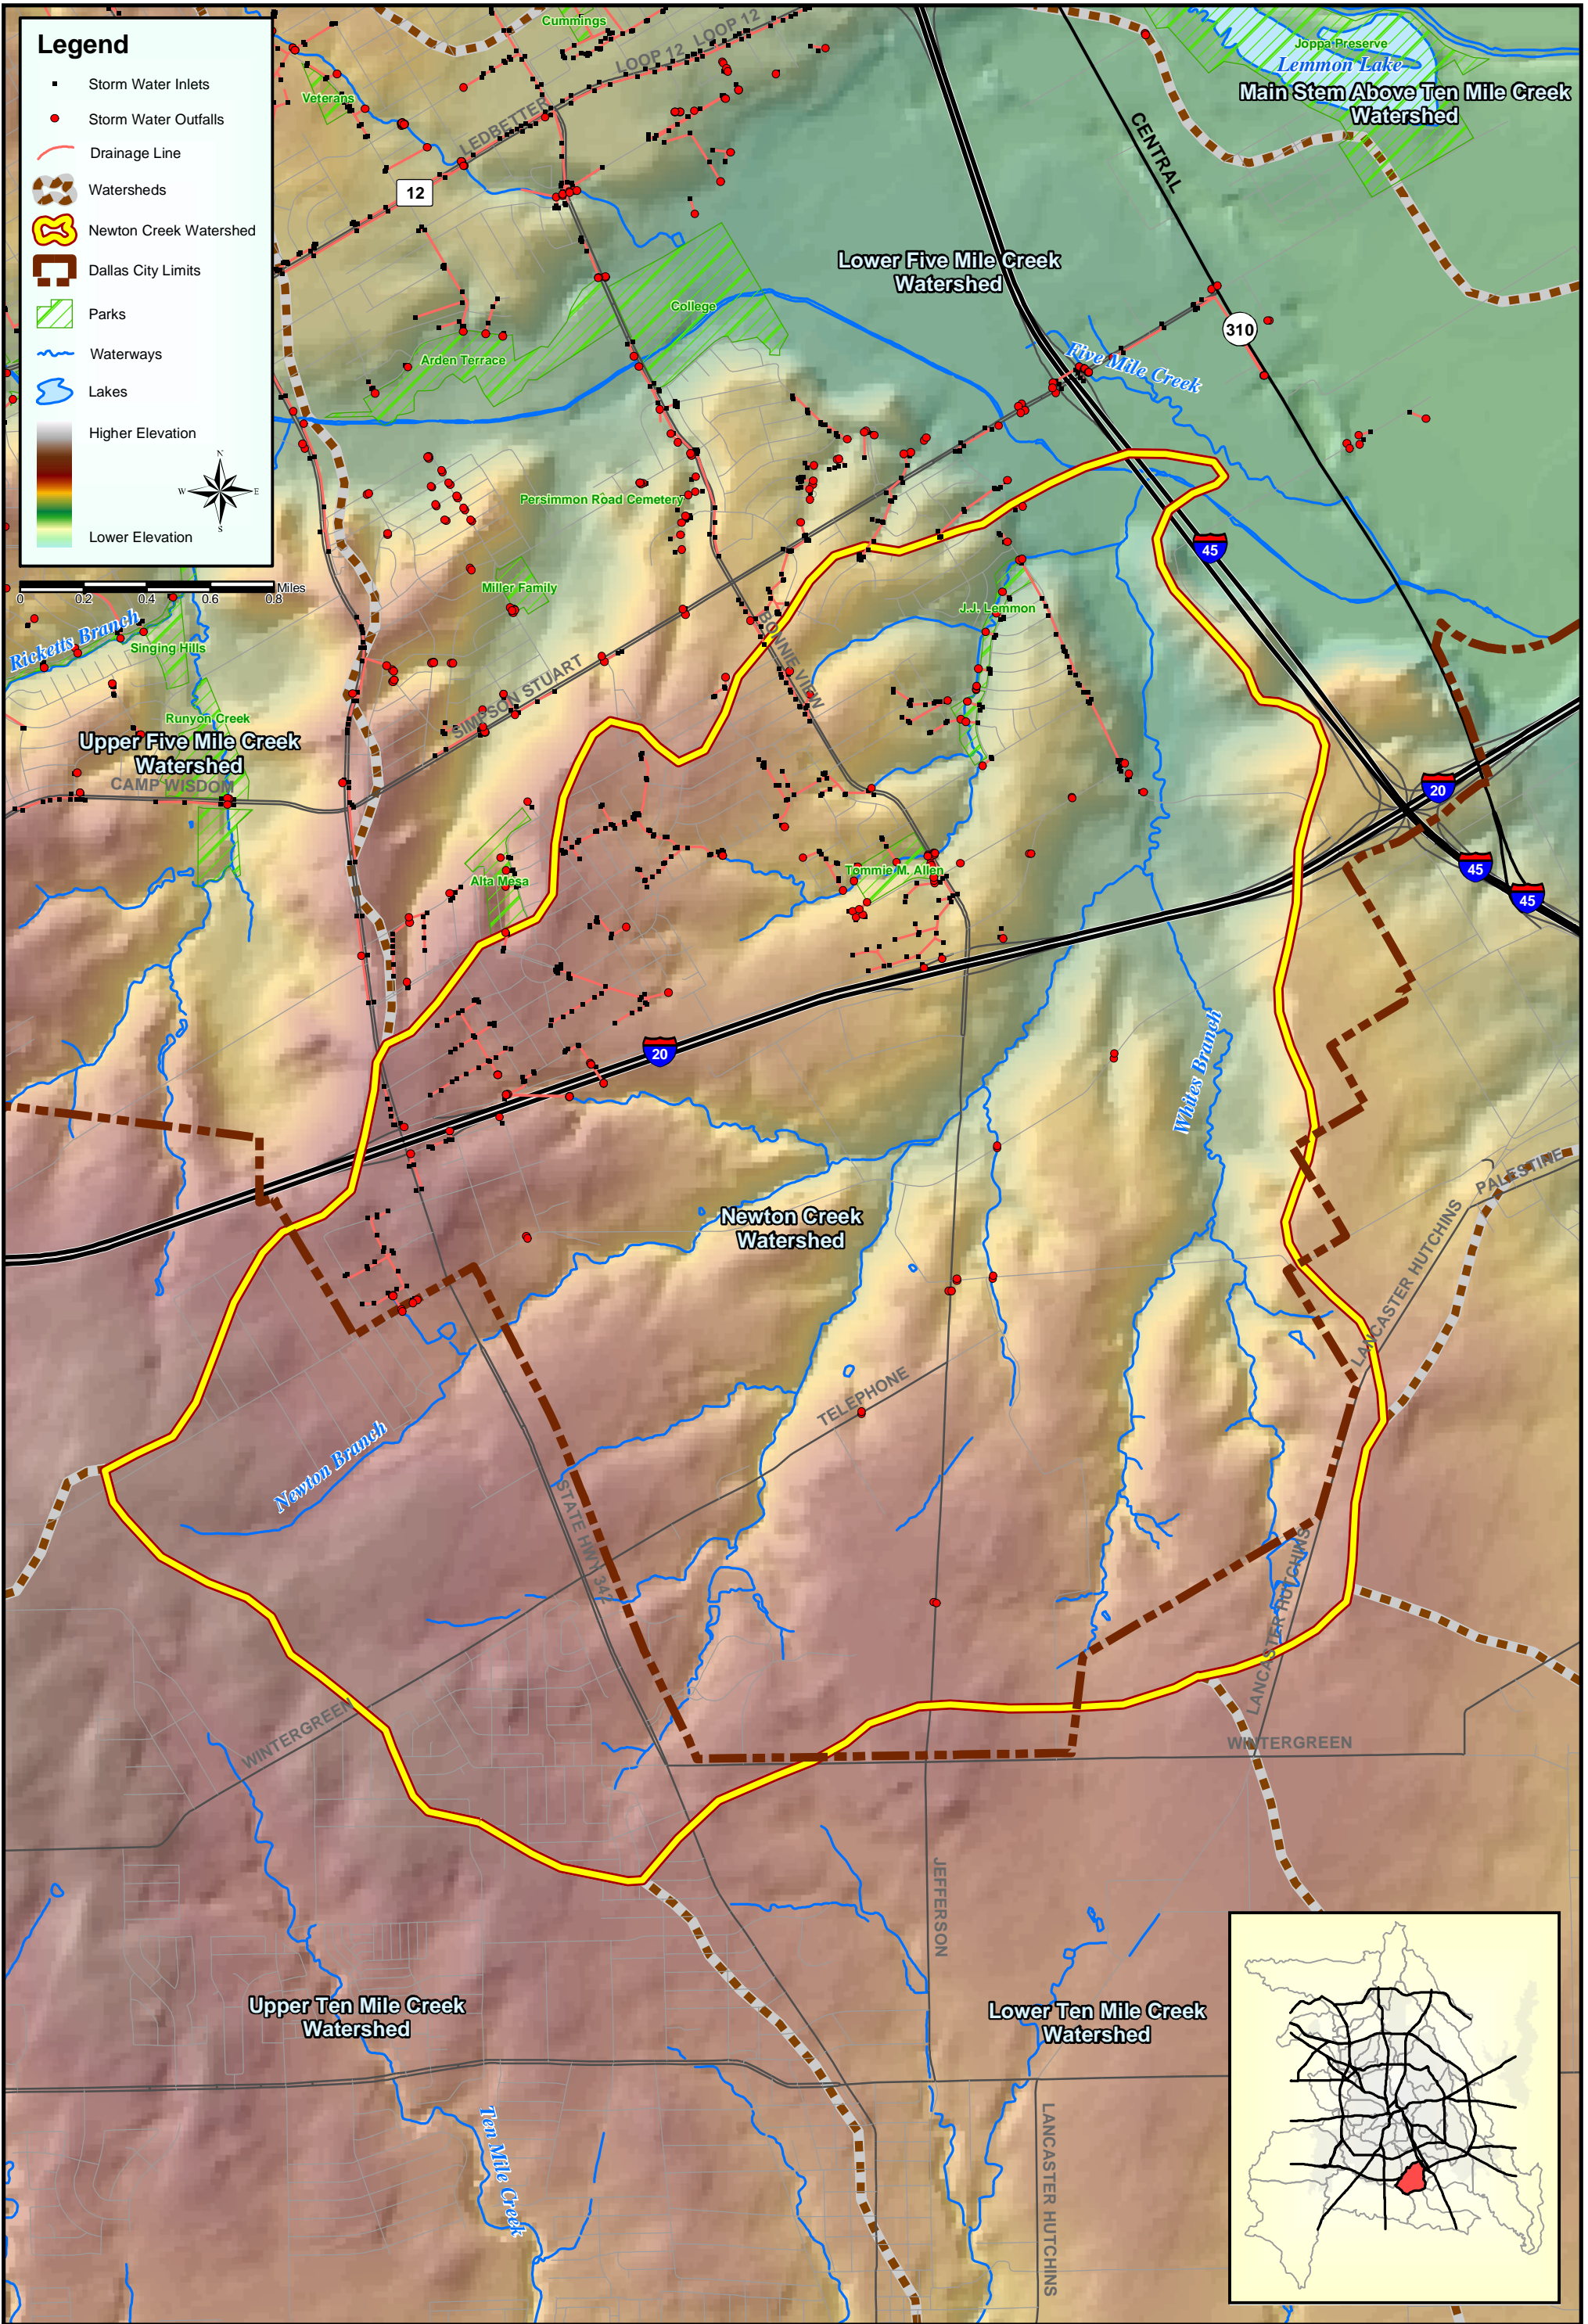 Legend
Storm Water Inlets
Storm Water Outfalls
Drainage Line
Watersheds
Newton Creek Watershed
Dallas City Limits
Parks
Waterways
Lakes
Higher Elevation
N
W
E
S
Lower Elevation
0
0.2
0.4
0.6
0.8
Miles
Cummings
LOOP 12
LOOP 12
Veterans
LEDBETTER
12
Joppa Preserve
Lemmon Lake
Main Stem Above Ten Mile Creek
Watershed
CENTRAL
Lower Five Mile Creek
Watershed
College
310
Arden Terrace
Five Mile Creek
Persimmon Road Cemetery
45
Miller Family
J.J. Lemmon
BONNIE VIEW
Ricketts Branch
Singing Hills
SIMPSON STUART
Runyon Creek
Upper Five Mile Creek
Watershed
CAMP WISDOM
20
45
45
Alta Mesa
Tommie M. Allen
20
Whites Branch
PALESTINE
Newton Creek
Watershed
LANCASTER HUTCHINS
TELEPHONE
Newton Branch
STATE HWY 342
LANCASTER HUTCHINS
WINTERGREEN
WINTERGREEN
JEFFERSON
Upper Ten Mile Creek
Watershed
Lower Ten Mile Creek
Watershed
Ten Mile Creek
LANCASTER HUTCHINS